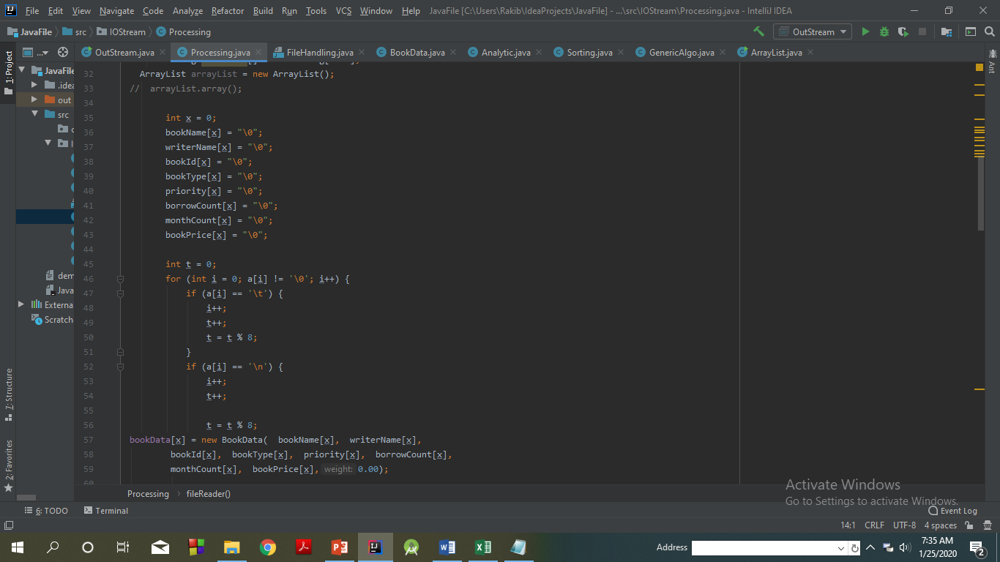 File Edit View Navigate Code Analyze Refactor Build Run Tools VCS Window Help JavaFile [C:\Users\Rakib\IdeaProjects\JavaFile] - ...\src\IOStream\Processing.java - IntelliJ IDEA
JavaFile src IOStream Processing OutStream
... OutStream.java Processing.java FileHandling.java BookData.java Analytic.java Sorting.java GenericAlgo.java ArrayList.java
1: Project
Ant
JavaFile
.idea
out
src
dem
Java
Externa
Scratch
7: Structure
2: Favorites
32 ArrayList arrayList = new ArrayList();
33 // arrayList.array();
34
35 int x = 0;
36 bookName[x] = "\0";
37 writerName[x] = "\0";
38 bookId[x] = "\0";
39 bookType[x] = "\0";
40 priority[x] = "\0";
41 borrowCount[x] = "\0";
42 monthCount[x] = "\0";
43 bookPrice[x] = "\0";
44
45 int t = 0;
46 for (int i = 0; a[i] != '\0'; i++) {
47 if (a[i] == '\t') {
48 i++;
49 t++;
50 t = t % 8;
51 }
52 if (a[i] == '\n') {
53 i++;
54 t++;
55
56 t = t % 8;
57 bookData[x] = new BookData( bookName[x], writerName[x],
58 bookId[x], bookType[x], priority[x], borrowCount[x],
59 monthCount[x], bookPrice[x], weight: 0.00);
60
Processing fileReader()
Activate Windows
Go to Settings to activate Windows.
6: TODO Terminal Event Log
14:1 CRLF UTF-8 4 spaces
Address
7:35 AM
1/25/2020
2